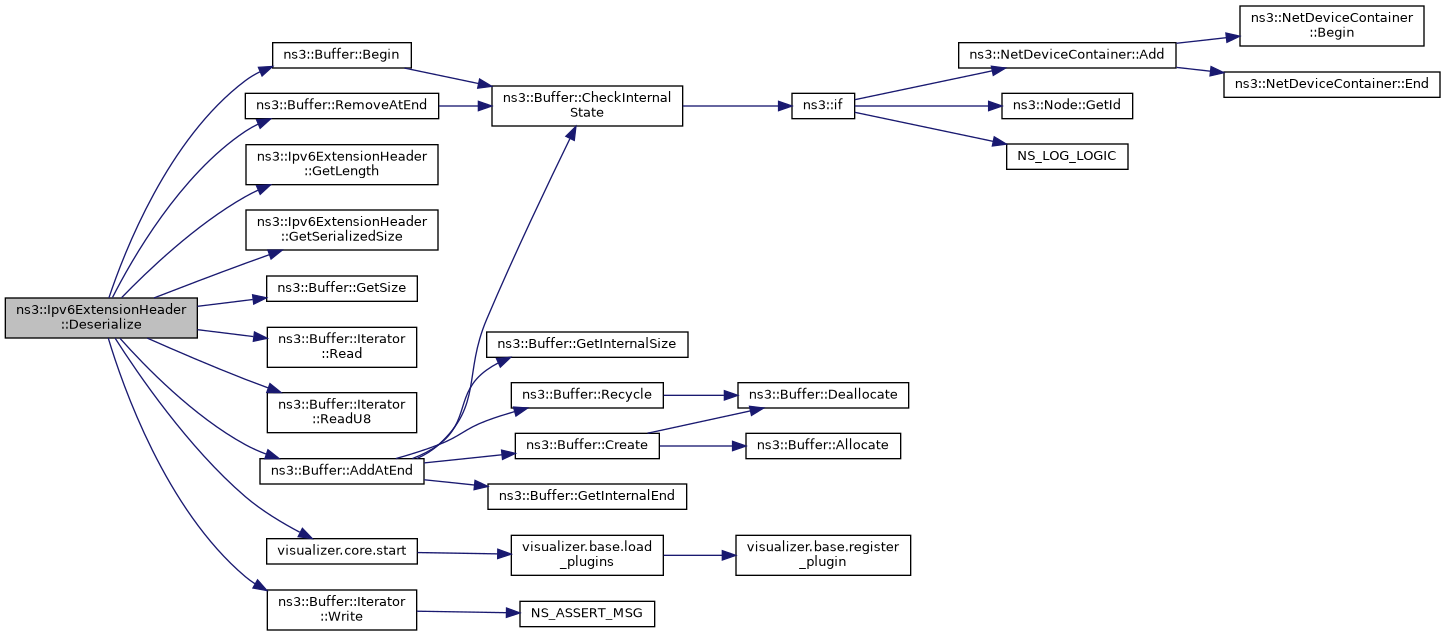 ns3::Ipv6ExtensionHeader
::Deserialize
ns3::Buffer::Begin
ns3::Buffer::RemoveAtEnd
ns3::Ipv6ExtensionHeader
::GetLength
ns3::Ipv6ExtensionHeader
::GetSerializedSize
ns3::Buffer::GetSize
ns3::Buffer::Iterator
::Read
ns3::Buffer::Iterator
::ReadU8
ns3::Buffer::AddAtEnd
visualizer.core.start
ns3::Buffer::Iterator
::Write
ns3::Buffer::CheckInternal
State
ns3::Buffer::GetInternalSize
ns3::Buffer::Recycle
ns3::Buffer::Create
ns3::Buffer::GetInternalEnd
visualizer.base.load
_plugins
NS_ASSERT_MSG
ns3::if
ns3::Buffer::Deallocate
ns3::Buffer::Allocate
visualizer.base.register
_plugin
ns3::NetDeviceContainer::Add
ns3::Node::GetId
NS_LOG_LOGIC
ns3::NetDeviceContainer
::Begin
ns3::NetDeviceContainer::End